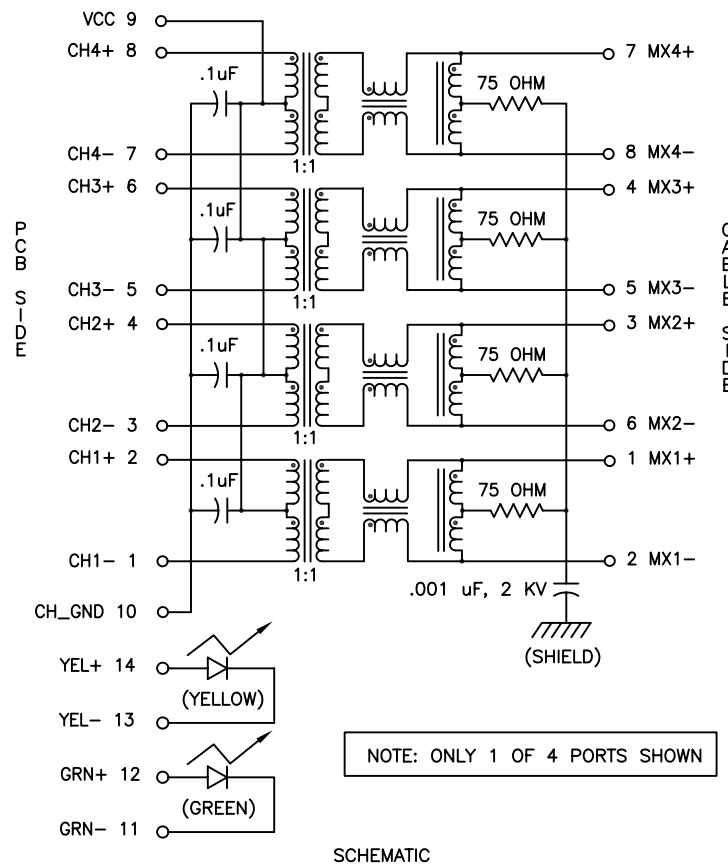 VCC 9
CH4+ 8
.1uF
75 OHM
7 MX4+
CH4- 7
1:1
8 MX4-
CH3+ 6
.1uF
75 OHM
4 MX3+
PCB SIDE
CABLE SIDE
CH3- 5
1:1
5 MX3-
CH2+ 4
.1uF
75 OHM
3 MX2+
CH2- 3
1:1
6 MX2-
CH1+ 2
.1uF
75 OHM
1 MX1+
CH1- 1
1:1
2 MX1-
.001 uF, 2 KV
CH_GND 10
(SHIELD)
YEL+ 14
(YELLOW)
YEL- 13
NOTE: ONLY 1 OF 4 PORTS SHOWN
GRN+ 12
(GREEN)
GRN- 11
SCHEMATIC